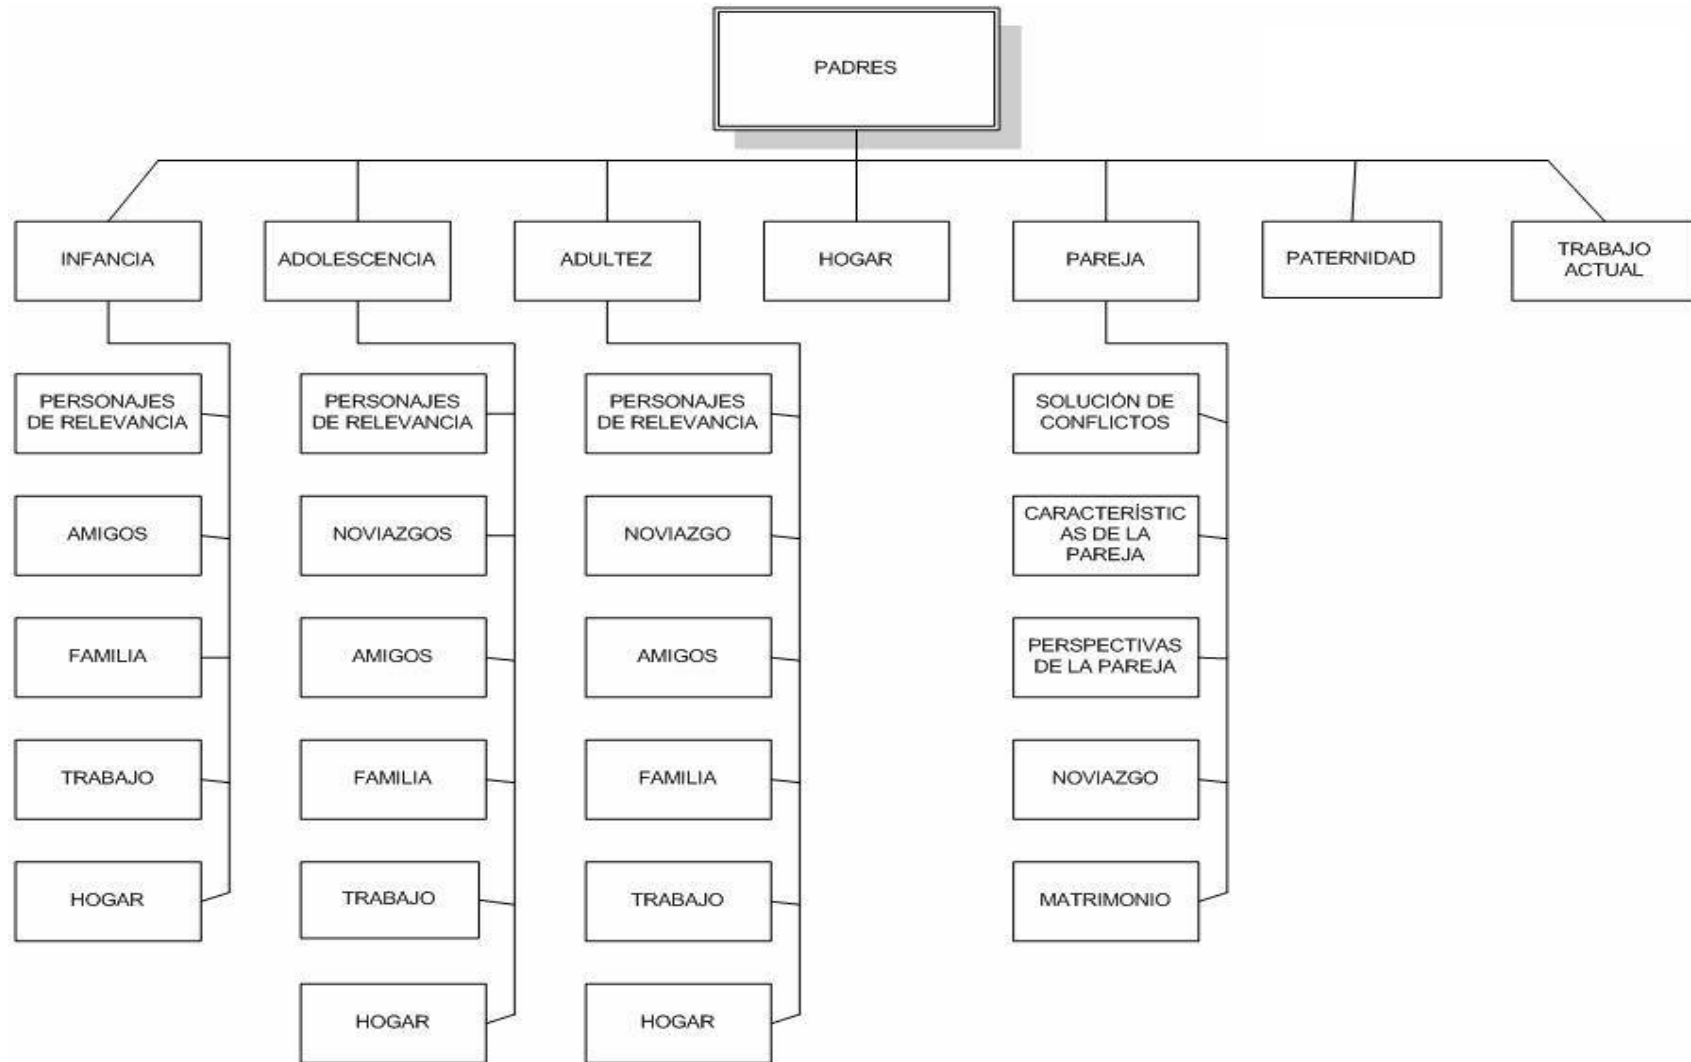 PADRES
INFANCIA
ADOLESCENCIA
ADULTEZ
HOGAR
PAREJA
PATERNIDAD
TRABAJO
ACTUAL
PERSONAJES
DE RELEVANCIA
AMIGOS
FAMILIA
TRABAJO
HOGAR
PERSONAJES
DE RELEVANCIA
NOVIAZGOS
AMIGOS
FAMILIA
TRABAJO
HOGAR
PERSONAJES
DE RELEVANCIA
NOVIAZGO
AMIGOS
FAMILIA
TRABAJO
HOGAR
SOLUCIÓN DE
CONFLICTOS
CARACTERÍSTIC
AS DE LA
PAREJA
PERSPECTIVAS
DE LA PAREJA
NOVIAZGO
MATRIMONIO